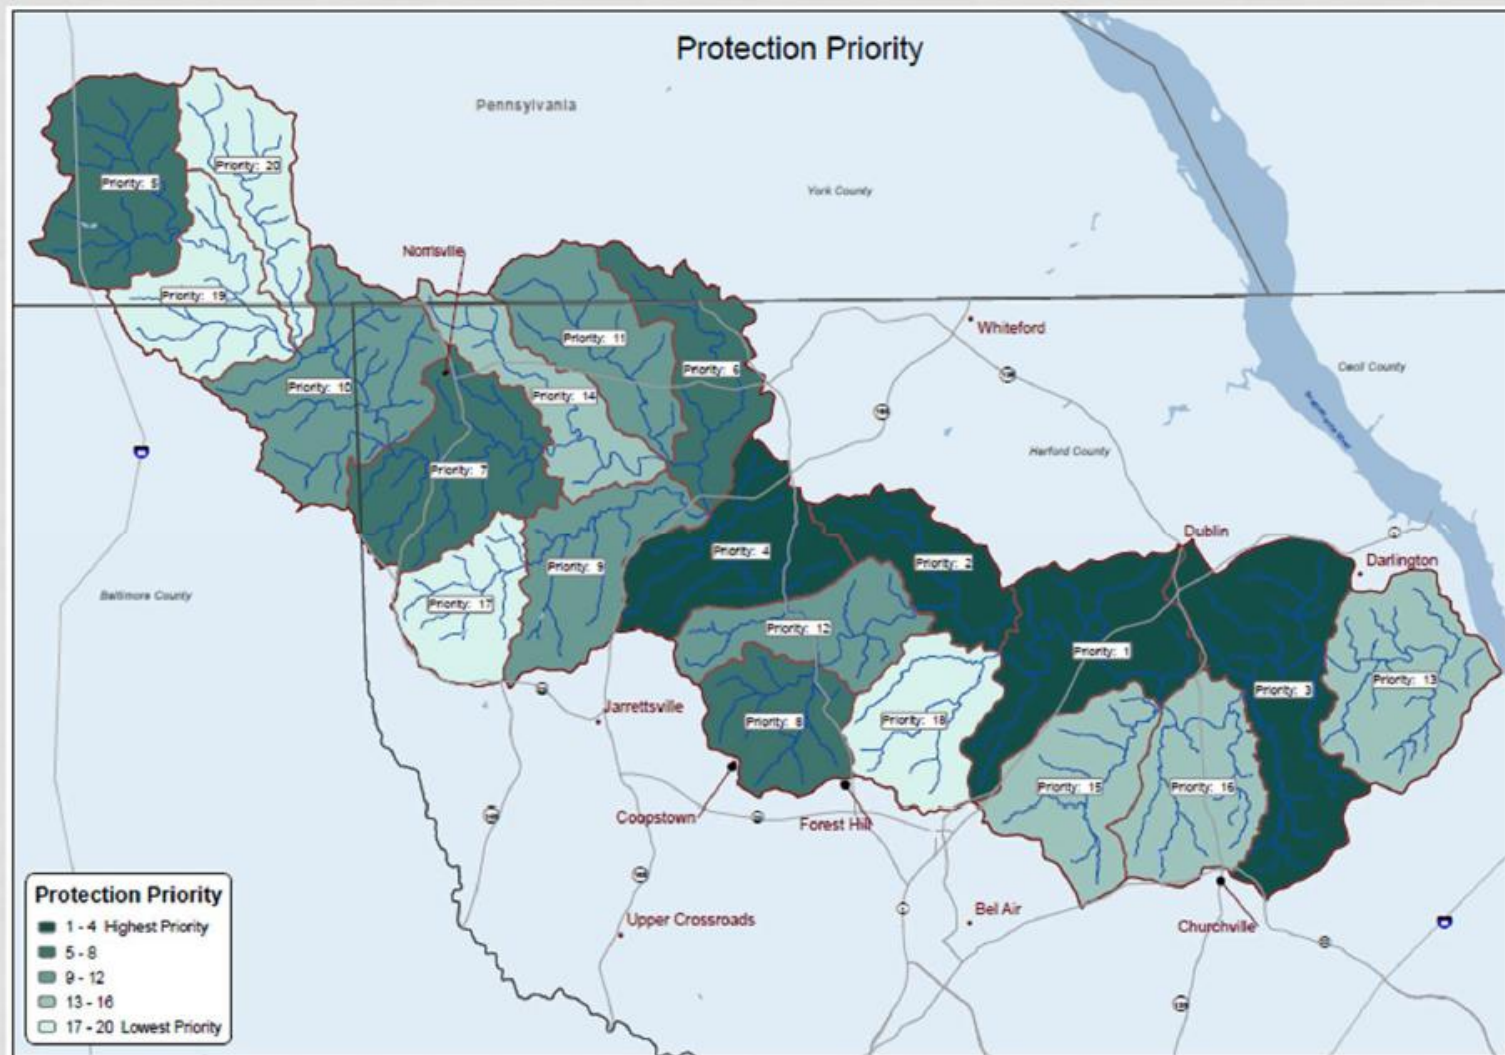 Protection Priority
Pennsylvania
Priority: 20
Priority: 5
York County
Norrisville
Priority: 19
Whiteford
Priority: 11
Priority: 6
Cecil County
Priority: 10
Priority: 14
165
Harford County
Priority: 7
Dublin
Priority: 4
Priority: 2
Darlington
Priority: 9
Baltimore County
Priority: 17
Priority: 12
Priority: 1
Priority: 13
Priority: 3
Jarrettsville
Priority: 8
Priority: 18
Priority: 15
Priority: 16
Coopstown
Forest Hill
Protection Priority
1 - 4 Highest Priority
5 - 8
9 - 12
13 - 16
17 - 20 Lowest Priority
Upper Crossroads
Bel Air
Churchville